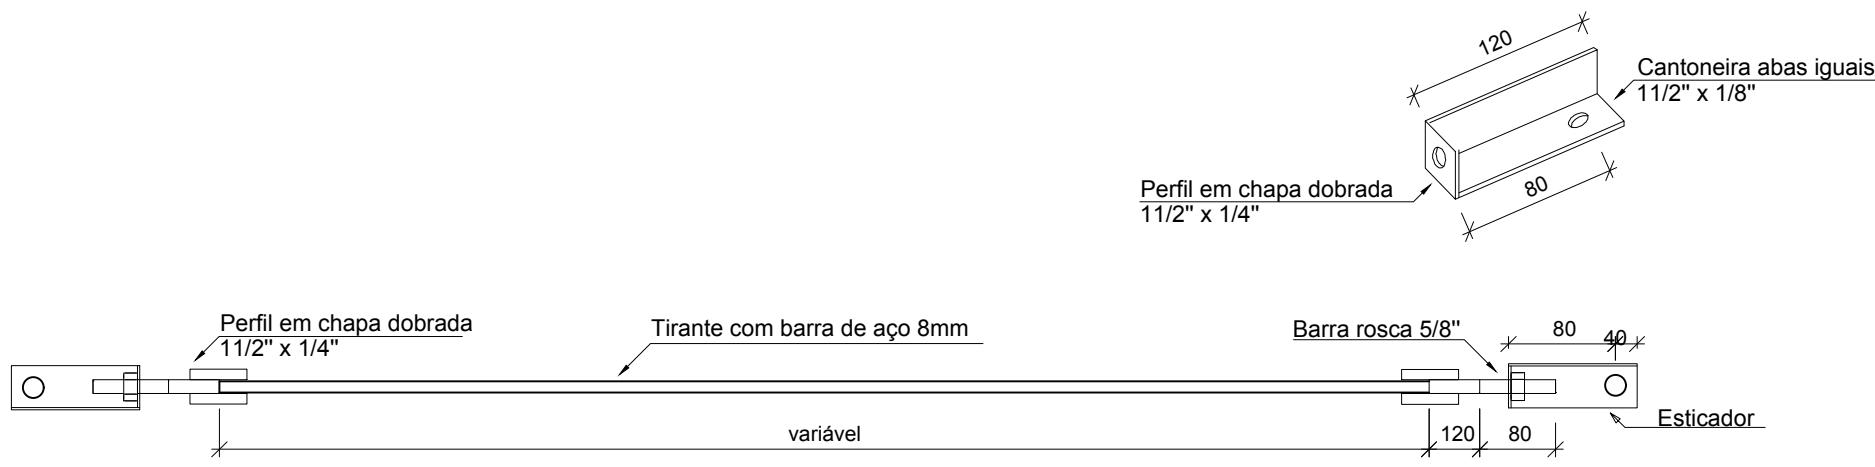 120
Cantoneira abas iguais
11/2" x 1/8"
Perfil em chapa dobrada
11/2" x 1/4"
80
Perfil em chapa dobrada
11/2" x 1/4"
Tirante com barra de aço 8mm
Barra rosca 5/8"
80
40
Esticador
variável
120
80